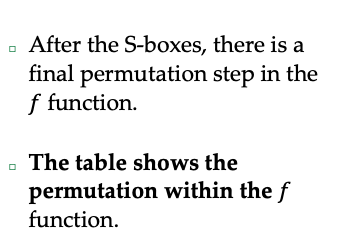 After the S-boxes, there is a
final permutation step in the
f function.
The table shows the
permutation within the f
function.